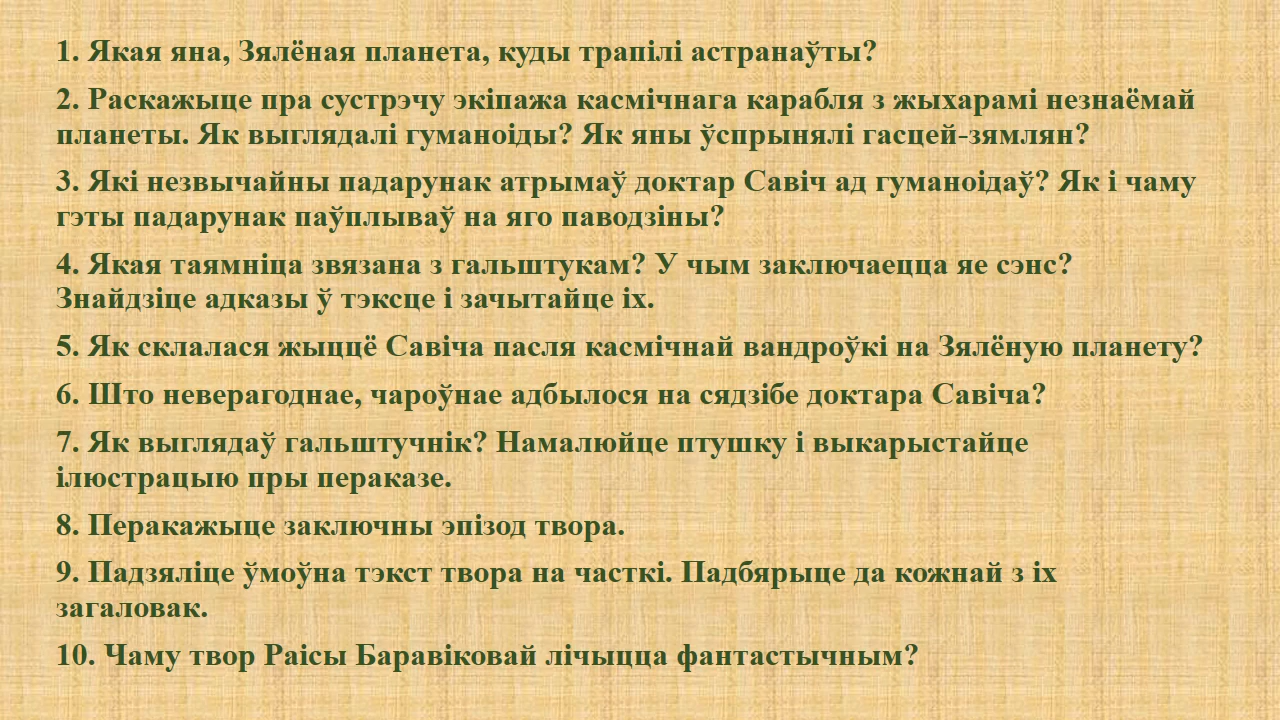 1. Якая яна, Зялёная планета, куды трапілі астранаўты?
2. Раскажыце пра сустрэчу экіпажа касмічнага карабля з жыхарамі незнаёмай
планеты. Як выглядалі гуманоіды? Як яны ўспрынялі гасцей-зямлян?
3. Які незвычайны падарунак атрымаў доктар Савіч ад гуманоідаў? Як і чаму
гэты падарунак паўплываў на яго паводзіны?
4. Якая таямніца звязана з гальштукам? У чым заключаецца яе сэнс?
Знайдзіце адказы ў тэксце і зачытайце іх.
5. Як склалася жыццё Савіча пасля касмічнай вандроўкі на Зялёную планету?
6. Што неверагоднае, чароўнае адбылося на сядзібе доктара Савіча?
7. Як выглядаў гальштучнік? Намалюйце птушку і выкарыстайце
ілюстрацыю пры пераказе.
8. Перакажыце заключны эпізод твора.
9. Падзяліце ўмоўна тэкст твора на часткі. Падбярыце да кожнай з іх
загаловак.
10. Чаму твор Раісы Баравіковай лічыцца фантастычным?